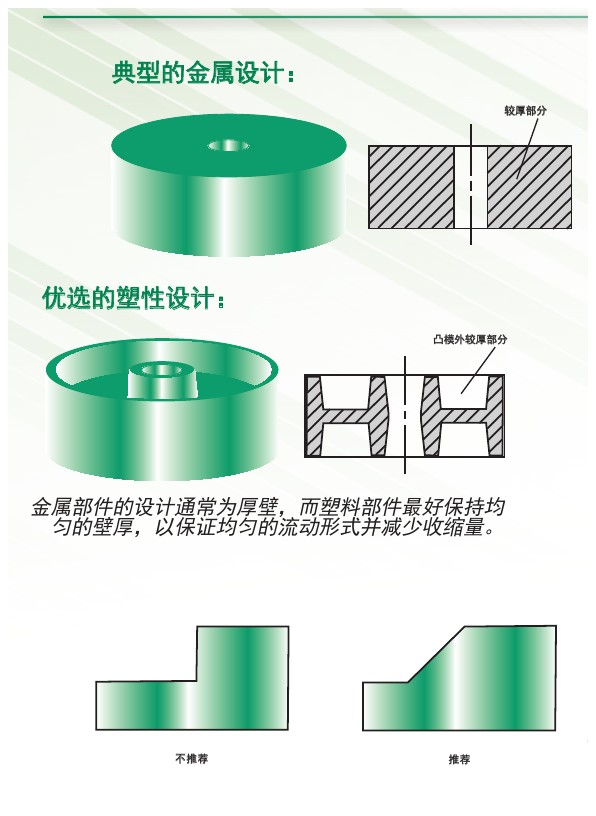 典型的金属设计：
较厚部分
优选的塑性设计：
凸模外较厚部分
金属部件的设计通常为厚壁，而塑料部件最好保持均
匀的壁厚，以保证均匀的流动形式并减少收缩量。
不推荐
推荐